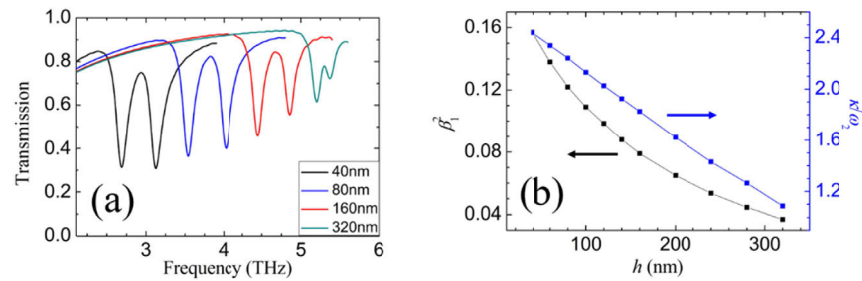 1.0
0.8
0.6
0.4
0.2
0.0
Transmission
(a)
40nm
80nm
160nm
320nm
3
4
5
6
Frequency (THz)
0.16
0.12
0.08
0.04
β₁²
(b)
100
200
300
h (nm)
2.4
2.0
1.6
1.2
κ/ω₂